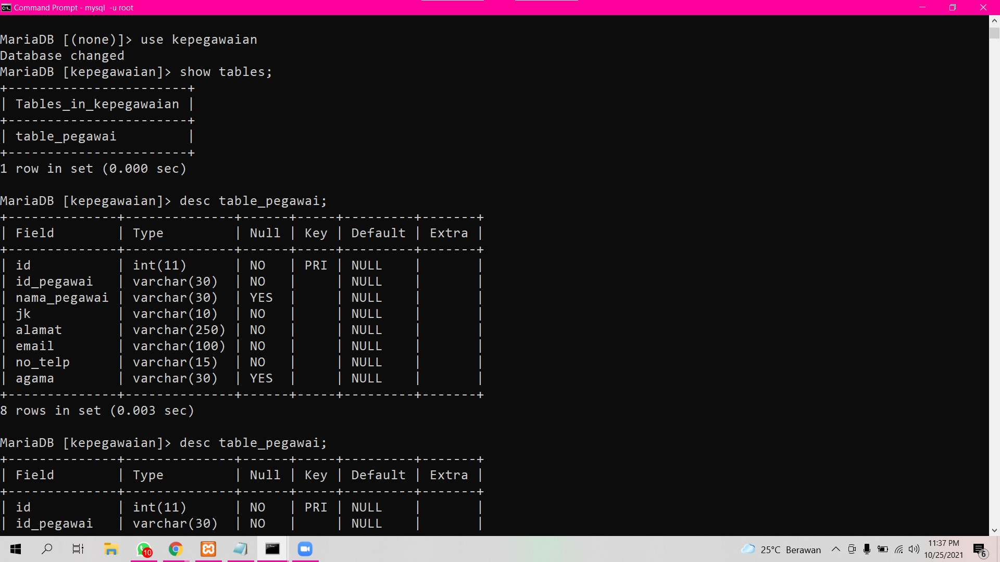 Command Prompt - mysql  -u root
MariaDB [(none)]> use kepegawaian
Database changed
MariaDB [kepegawaian]> show tables;
+-----------------------+
| Tables_in_kepegawaian |
+-----------------------+
| table_pegawai         |
+-----------------------+
1 row in set (0.000 sec)
MariaDB [kepegawaian]> desc table_pegawai;
+--------------+--------------+------+-----+---------+-------+
| Field        | Type         | Null | Key | Default | Extra |
+--------------+--------------+------+-----+---------+-------+
| id           | int(11)      | NO   | PRI | NULL    |       |
| id_pegawai   | varchar(30)  | NO   |     | NULL    |       |
| nama_pegawai | varchar(30)  | YES  |     | NULL    |       |
| jk           | varchar(10)  | NO   |     | NULL    |       |
| alamat       | varchar(250) | NO   |     | NULL    |       |
| email        | varchar(100) | NO   |     | NULL    |       |
| no_telp      | varchar(15)  | NO   |     | NULL    |       |
| agama        | varchar(30)  | YES  |     | NULL    |       |
+--------------+--------------+------+-----+---------+-------+
8 rows in set (0.003 sec)
MariaDB [kepegawaian]> desc table_pegawai;
+--------------+--------------+------+-----+---------+-------+
| Field        | Type         | Null | Key | Default | Extra |
+--------------+--------------+------+-----+---------+-------+
| id           | int(11)      | NO   | PRI | NULL    |       |
| id_pegawai   | varchar(30)  | NO   |     | NULL    |       |
10
25°C Berawan
11:37 PM
10/25/2021
6